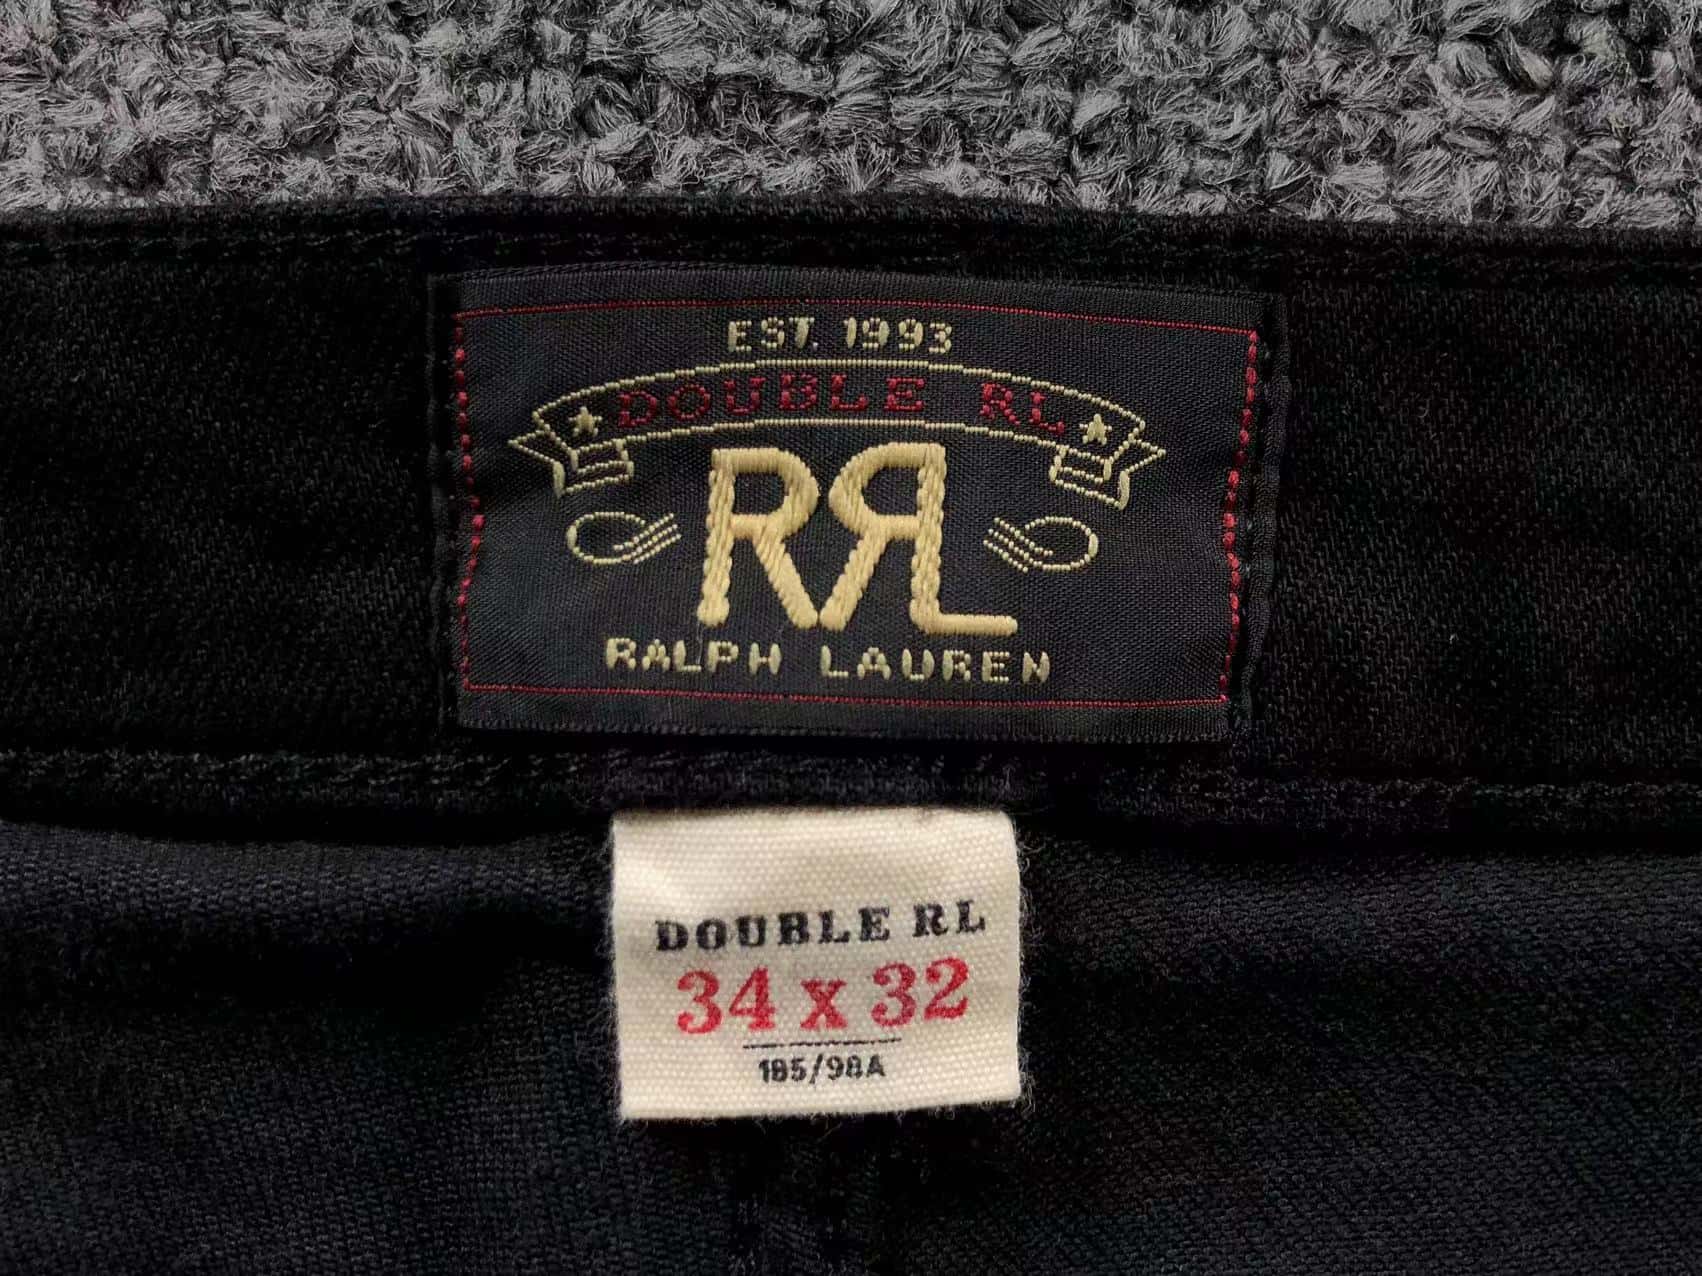 EST. 1993
DOUBLE RL
RRL
RALPH LAUREN
DOUBLE RL
34 x 32
185/98A